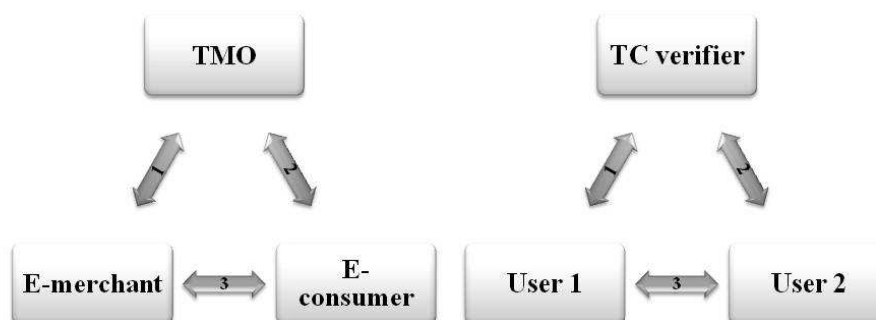 TMO
TC verifier
1
2
1
2
E-merchant
3
E-
consumer
User 1
3
User 2